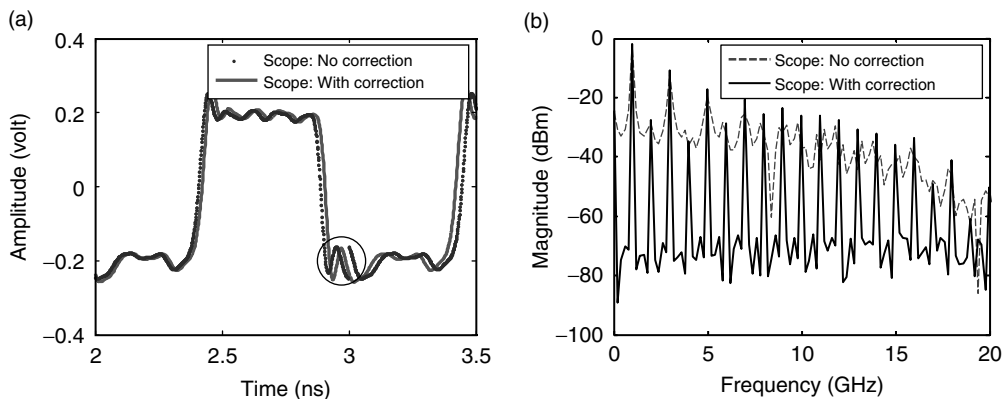 (a)
0.4
0.2
0
−0.2
−0.4
Amplitude (volt)
Scope: No correction
Scope: With correction
2
2.5
3
3.5
Time (ns)
(b)
0
−20
−40
−60
−80
−100
Magnitude (dBm)
Scope: No correction
Scope: With correction
0
5
10
15
20
Frequency (GHz)